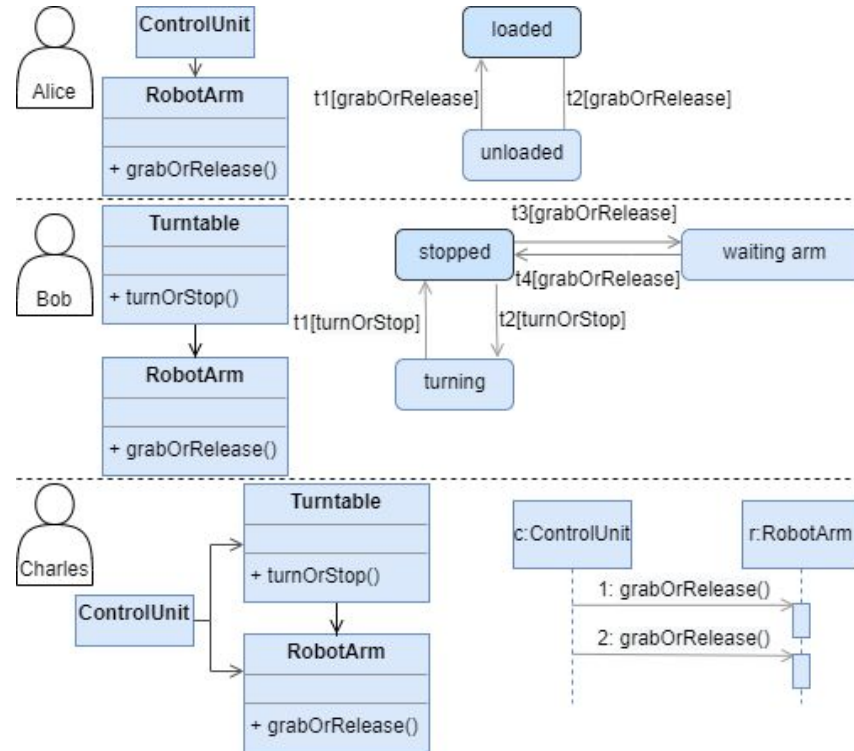 Alice
ControlUnit
RobotArm
+ grabOrRelease()
loaded
t1[grabOrRelease]
t2[grabOrRelease]
unloaded
Bob
Turntable
+ turnOrStop()
RobotArm
+ grabOrRelease()
t3[grabOrRelease]
stopped
waiting arm
t4[grabOrRelease]
t1[turnOrStop]
t2[turnOrStop]
turning
Charles
Turntable
+ turnOrStop()
ControlUnit
RobotArm
+ grabOrRelease()
c:ControlUnit
r:RobotArm
1: grabOrRelease()
2: grabOrRelease()